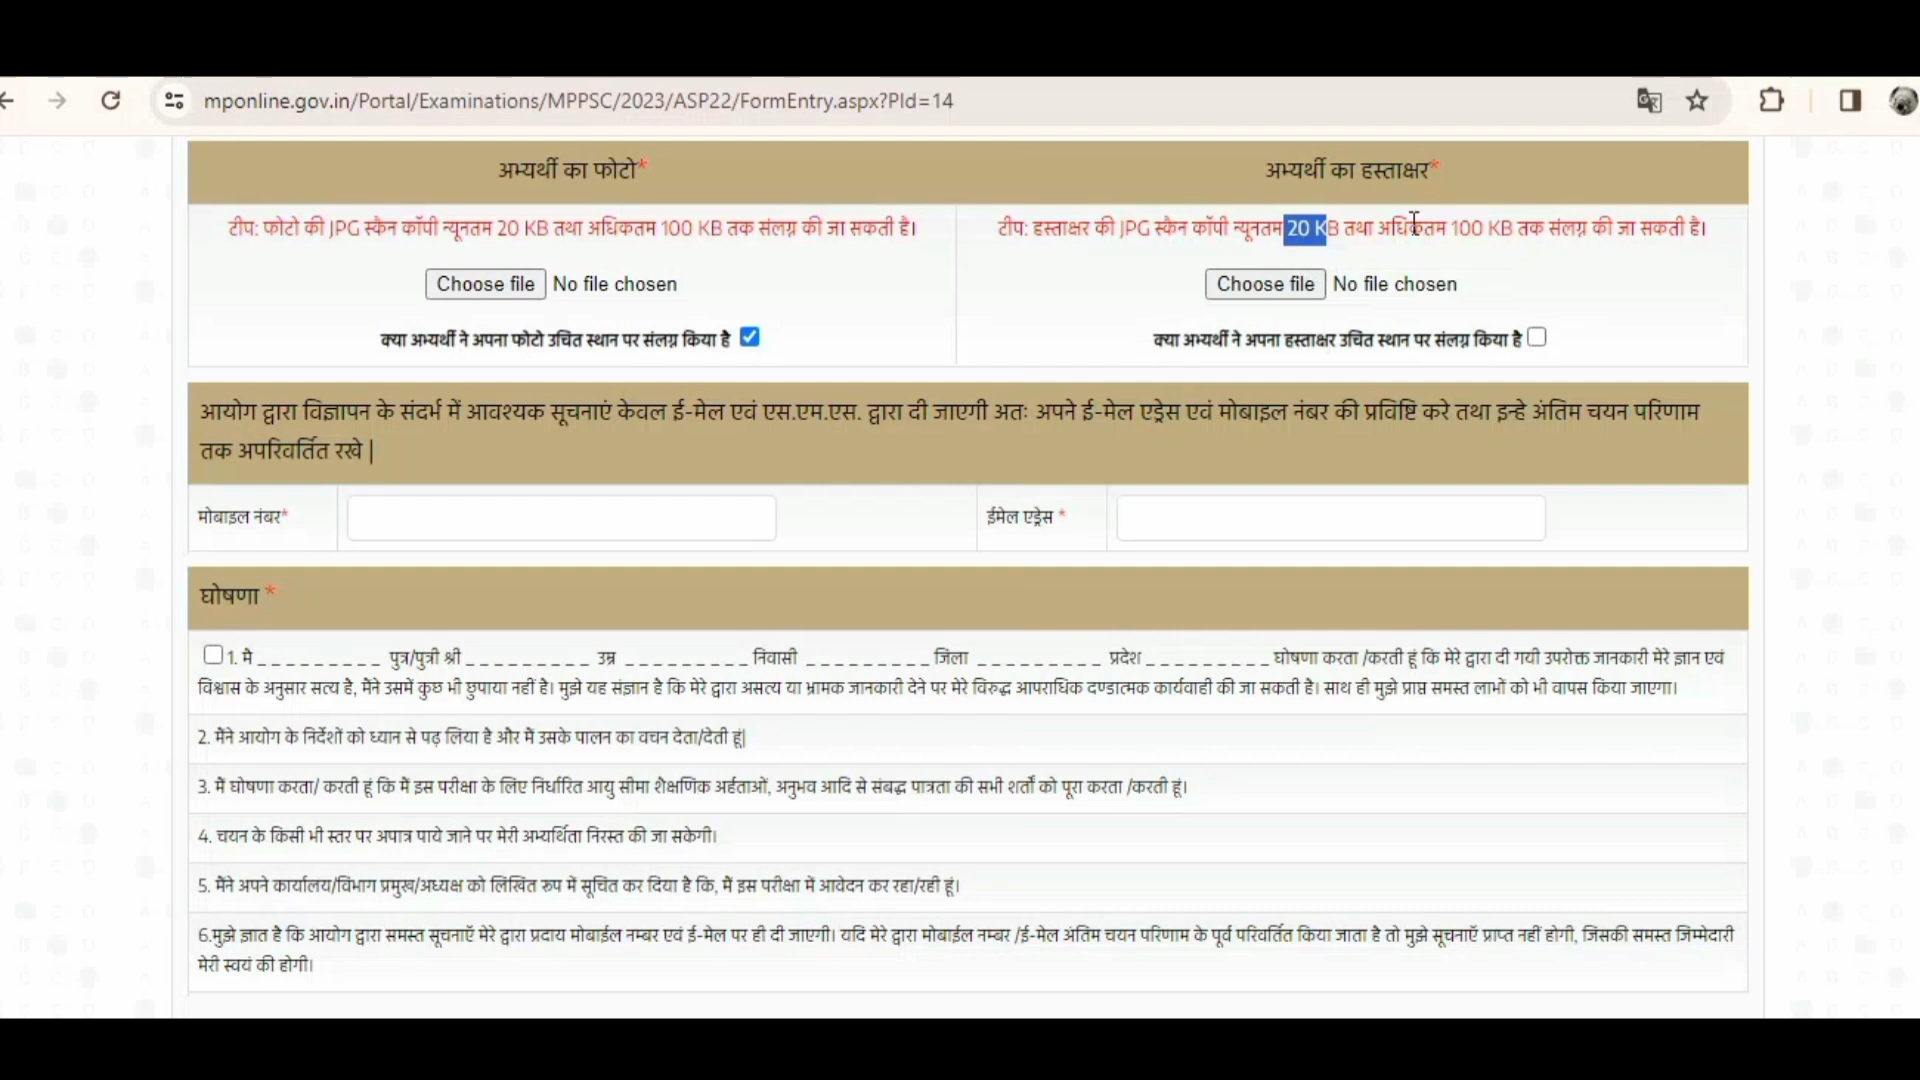 mponline.gov.in/Portal/Examinations/MPPSC/2023/ASP22/FormEntry.aspx?PId=14
अभ्यर्थी का फोटो*
अभ्यर्थी का हस्ताक्षर*
टीप: फोटो की JPG स्कैन कॉपी न्यूनतम 20 KB तथा अधिकतम 100 KB तक संलग्न की जा सकती है।
टीप: हस्ताक्षर की JPG स्कैन कॉपी न्यूनतम 20 KB तथा अधिकतम 100 KB तक संलग्न की जा सकती है।
Choose file No file chosen
Choose file No file chosen
क्या अभ्यर्थी ने अपना फोटो उचित स्थान पर संलग्न किया है
क्या अभ्यर्थी ने अपना हस्ताक्षर उचित स्थान पर संलग्न किया है
आयोग द्वारा विज्ञापन के संदर्भ में आवश्यक सूचनाएं केवल ई-मेल एवं एस.एम.एस. द्वारा दी जाएगी अतः अपने ई-मेल एड्रेस एवं मोबाइल नंबर की प्रविष्टि करे तथा इन्हे अंतिम चयन परिणाम
तक अपरिवर्तित रखे |
मोबाइल नंबर*
ईमेल एड्रेस *
घोषणा *
1. मै _ _ _ _ _ _ _ _ _ पुत्र/पुत्री श्री _ _ _ _ _ _ _ _ _ उम्र _ _ _ _ _ _ _ _ _ निवासी _ _ _ _ _ _ _ _ _ जिला _ _ _ _ _ _ _ _ _ प्रदेश _ _ _ _ _ _ _ _ _ घोषणा करता /करती हूं कि मेरे द्वारा दी गयी उपरोक्त जानकारी मेरे ज्ञान एवं
विश्वास के अनुसार सत्य है, मैंने उसमें कुछ भी छुपाया नहीं है। मुझे यह संज्ञान है कि मेरे द्वारा असत्य या भ्रामक जानकारी देने पर मेरे विरुद्ध आपराधिक दण्डात्मक कार्यवाही की जा सकती है। साथ ही मुझे प्राप्त समस्त लाभों को भी वापस किया जाएगा।
2. मैंने आयोग के निर्देशों को ध्यान से पढ़ लिया है और मैं उसके पालन का वचन देता/देती हूं|
3. में घोषणा करता/ करती हूं कि मैं इस परीक्षा के लिए निर्धारित आयु सीमा शैक्षणिक अर्हताओं, अनुभव आदि से संबद्ध पात्रता की सभी शर्तों को पूरा करता /करती हूं।
4. चयन के किसी भी स्तर पर अपात्र पाये जाने पर मेरी अभ्यर्थिता निरस्त की जा सकेगी।
5. मैंने अपने कार्यालय/विभाग प्रमुख/अध्यक्ष को लिखित रूप में सूचित कर दिया है कि, मैं इस परीक्षा में आवेदन कर रहा/रही हूं।
6.मुझे ज्ञात है कि आयोग द्वारा समस्त सूचनाऍ मेरे द्वारा प्रदाय मोबाईल नम्बर एवं ई-मेल पर ही दी जाएगी। यदि मेरे द्वारा मोबाईल नम्बर /ई-मेल अंतिम चयन परिणाम के पूर्व परिवर्तित किया जाता है तो मुझे सूचनाऍ प्राप्त नहीं होगी, जिसकी समस्त जिम्मेदारी
मेरी स्वयं की होगी।